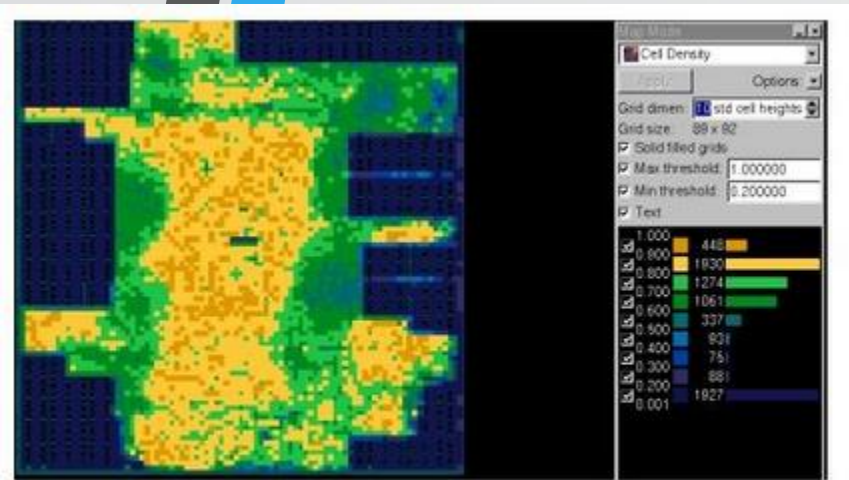 Map Mode
Cell Density
Apply
Options:
Grid dimen: 10 std cell heights
Grid size: 89 x 92
Solid filled grids
Max threshold: 1.000000
Min threshold: 0.200000
Text
1.000
448
0.900
1930
0.800
1274
0.700
1061
0.600
337
0.500
93
0.400
75
0.300
88
0.200
1927
0.001